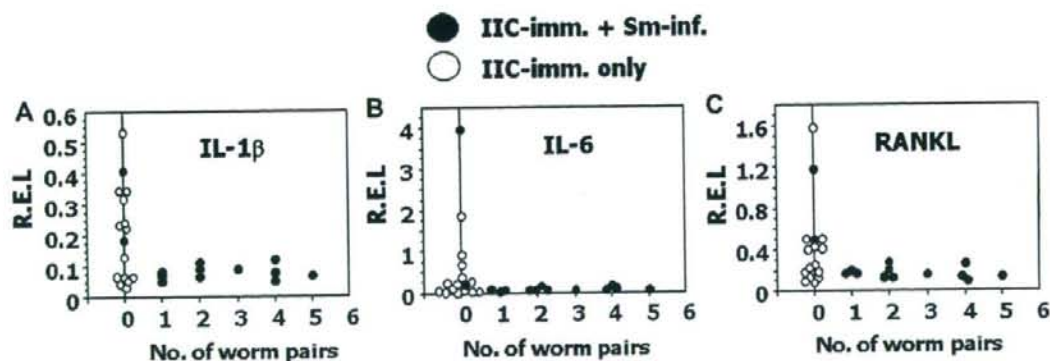 IIC-imm. + Sm-inf.
IIC-imm. only
A
IL-1β
R.E.L
0.6
0.5
0.4
0.3
0.2
0.1
0
0 1 2 3 4 5 6
No. of worm pairs
B
IL-6
R.E.L
4
3
2
1
0
0 1 2 3 4 5 6
No. of worm pairs
C
RANKL
R.E.L
1.6
1.2
0.8
0.4
0
0 1 2 3 4 5 6
No. of worm pairs